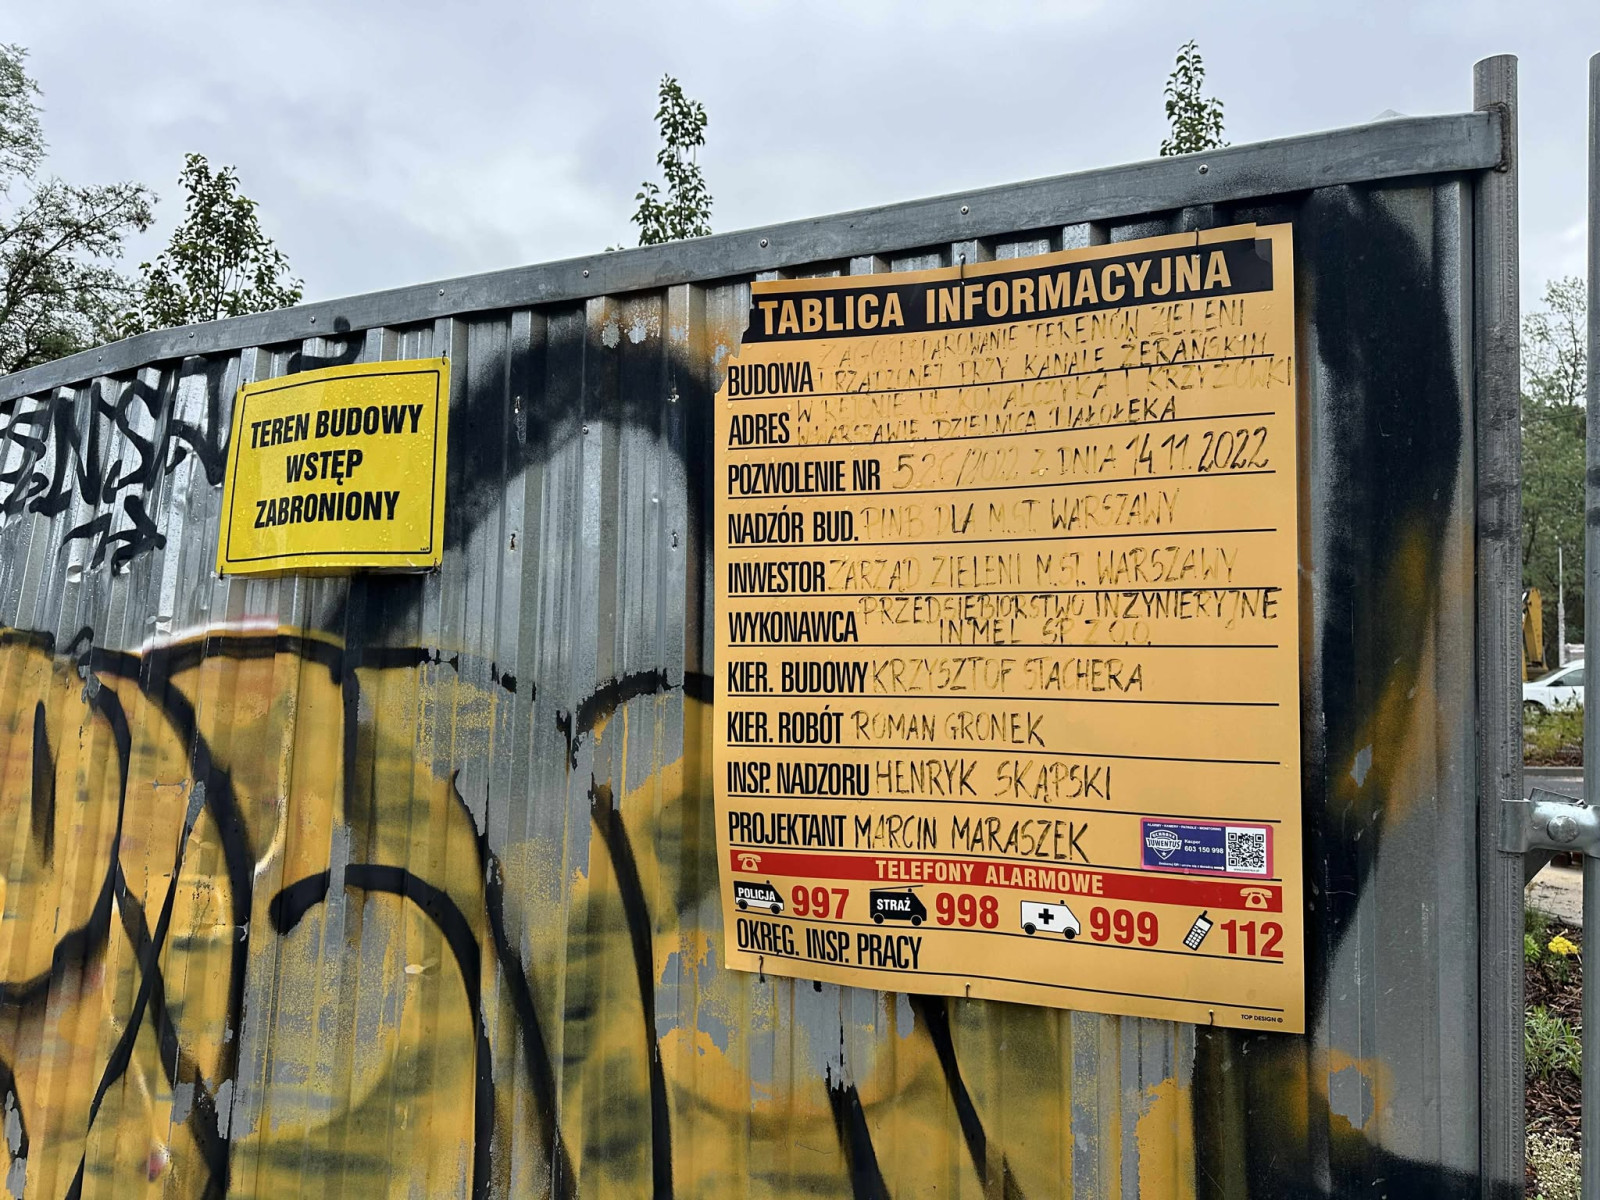 TEREN BUDOWY
WSTĘP
ZABRONIONY
TABLICA INFORMACYJNA
ZAGOSPODAROWANIE TERENÓW ZIELENI
BUDOWA URZĄDZONEJ PRZY KANALE ŻERAŃSKIM
W REJONIE UL. KOWALCZYKA I KRZYŻÓWKI
ADRES W WARSZAWIE, DZIELNICA BIAŁOŁĘKA
POZWOLENIE NR 526/2022 Z DNIA 14.11.2022
NADZÓR BUD. PINB DLA M.ST. WARSZAWY
INWESTOR ZARZĄD ZIELENI M.ST. WARSZAWY
WYKONAWCA PRZEDSIĘBIORSTWO INŻYNIERYJNE
INMEL SP. Z O.O.
KIER. BUDOWY KRZYSZTOF STACHERA
KIER. ROBÓT ROMAN GRONEK
INSP. NADZORU HENRYK SKĄPSKI
PROJEKTANT MARCIN MARASZEK
JUWENTUS
Kacper
603 150 998
TELEFONY ALARMOWE
POLICJA 997 STRAŻ 998 999 112
OKRĘG. INSP. PRACY
TOP DESIGN ©